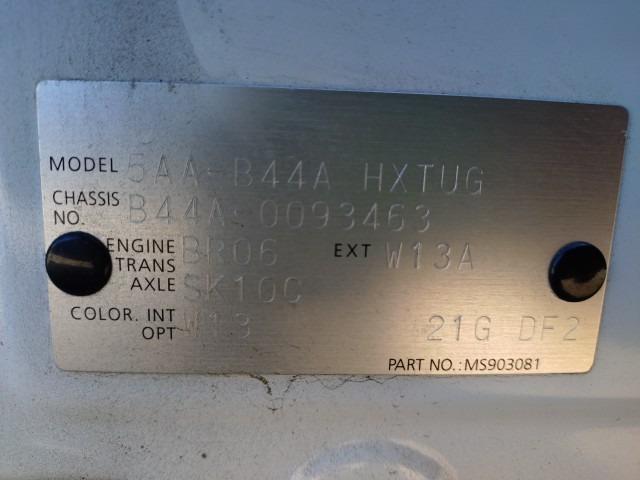 MODEL 5AA-B44A HXTUG
CHASSIS NO. B44A-0093463
ENGINE BR06 EXT W13A
TRANS AXLE SK10C
COLOR. INT OPT W13 21G DF2
PART NO.:MS903081